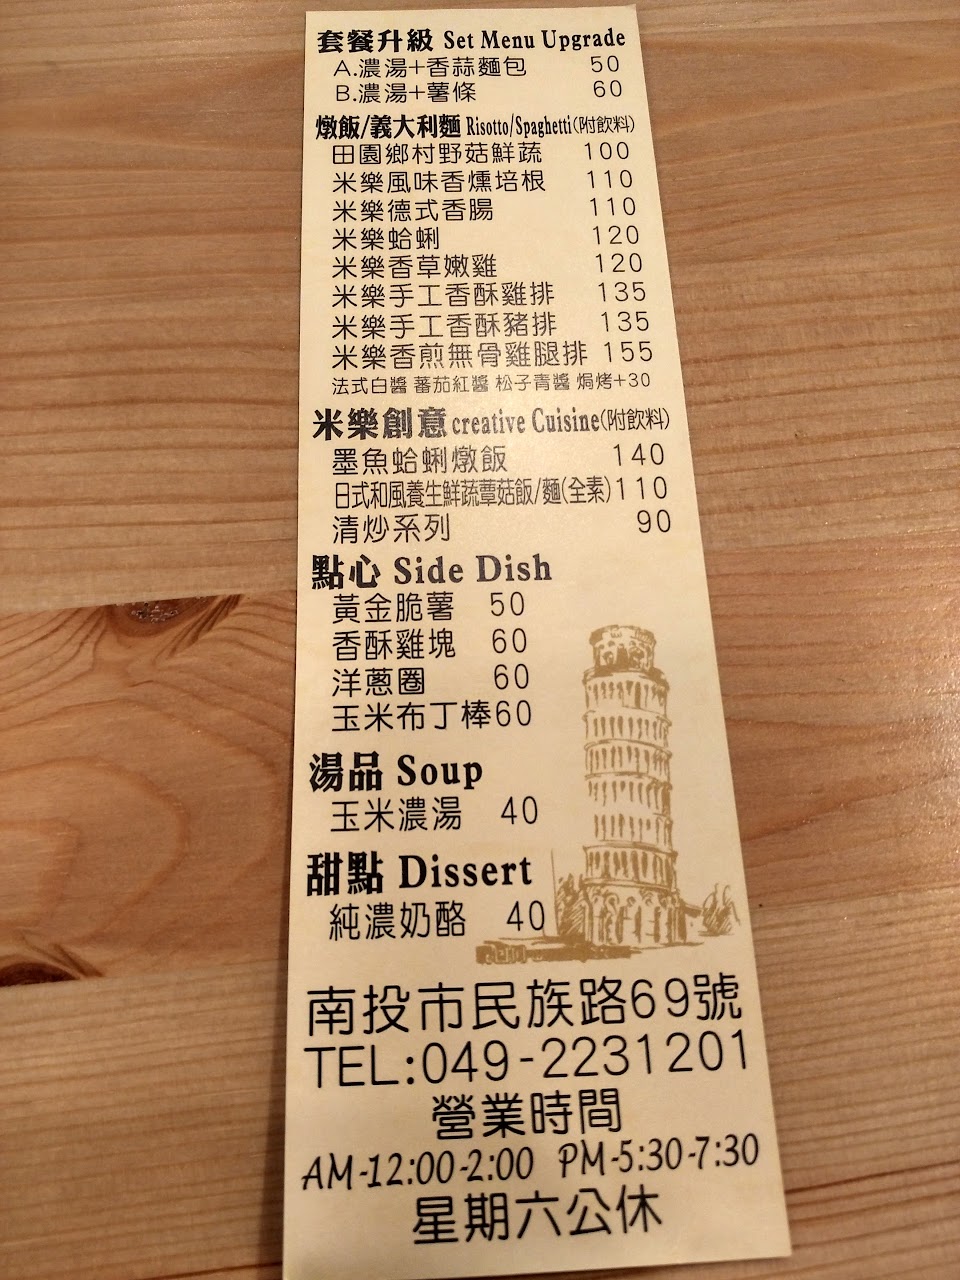 套餐升級 Set Menu Upgrade
A.濃湯+香蒜麵包 50
B.濃湯+薯條 60
燉飯/義大利麵 Risotto/Spaghetti(附飲料)
田園鄉村野菇鮮蔬 100
米樂風味香燻培根 110
米樂德式香腸 110
米樂蛤蜊 120
米樂香草嫩雞 120
米樂手工香酥雞排 135
米樂手工香酥豬排 135
米樂香煎無骨雞腿排 155
法式白醬 蕃茄紅醬 松子青醬 焗烤+30
米樂創意 creative Cuisine(附飲料)
墨魚蛤蜊燉飯 140
日式和風養生鮮蔬蕈菇飯/麵(全素) 110
清炒系列 90
點心 Side Dish
黃金脆薯 50
香酥雞塊 60
洋蔥圈 60
玉米布丁棒 60
湯品 Soup
玉米濃湯 40
甜點 Dissert
純濃奶酪 40
南投市民族路69號
TEL:049-2231201
營業時間
AM-12:00-2:00 PM-5:30-7:30
星期六公休